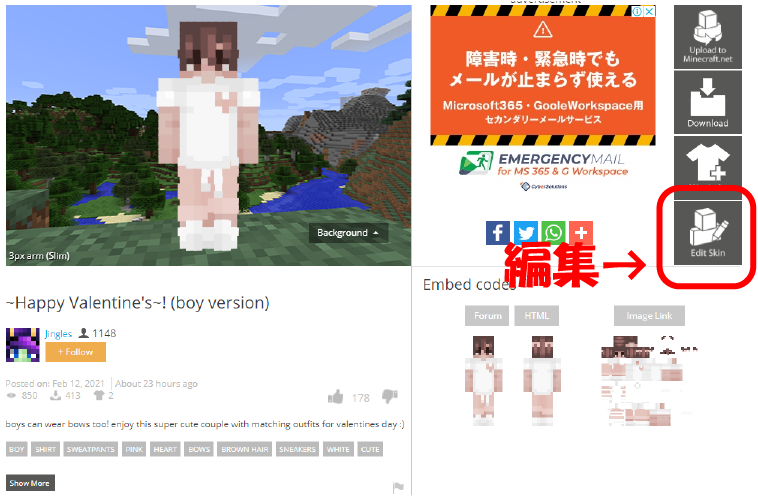 Advertisement
障害時・緊急時でも
メールが止まらず使える
Microsoft365・GooleWorkspace用
セカンダリーメールサービス
EMERGENCYMAIL
for MS 365 & G Workspace
CyberSolutions
Upload to
Minecraft.net
Download
Edit Skin
編集→
Background
3px arm (Slim)
~Happy Valentine's~! (boy version)
Jingles 1148
+ Follow
Posted on: Feb 12, 2021 About 23 hours ago
850 413 2
178
boys can wear bows too! enjoy this super cute couple with matching outfits for valentines day :)
BOY SHIRT SWEATPANTS PINK HEART BOWS BROWN HAIR SNEAKERS WHITE CUTE
Show More
Embed codes
Forum HTML Image Link